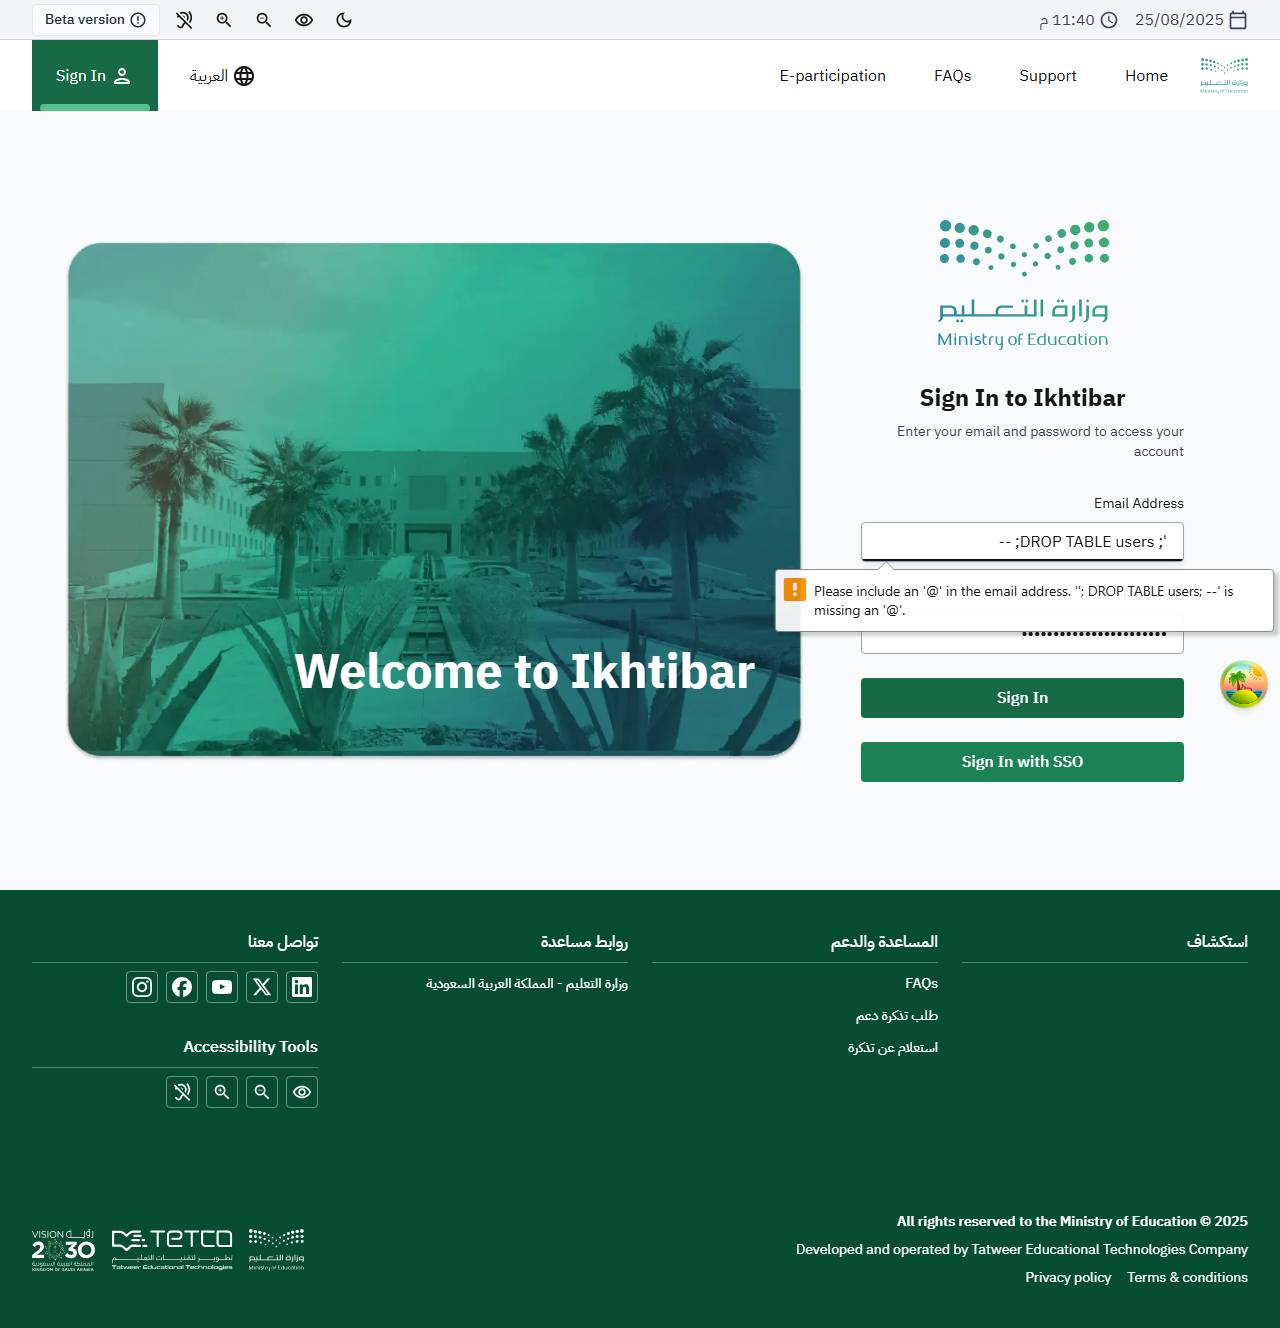 Beta version
25/08/2025
11:40 م
Sign In
العربية
E-participation
FAQs
Support
Home
وزارة التعليم
Ministry of Education
وزارة التعليم
Ministry of Education
Sign In to Ikhtibar
Enter your email and password to access your
account
Email Address
'; DROP TABLE users; --
Please include an '@' in the email address. ''; DROP TABLE users; --' is
missing an '@'.
Welcome to Ikhtibar
Sign In
Sign In with SSO
استكشاف
المساعدة والدعم
FAQs
طلب تذكرة دعم
استعلام عن تذكرة
روابط مساعدة
وزارة التعليم - المملكة العربية السعودية
تواصل معنا
Accessibility Tools
All rights reserved to the Ministry of Education © 2025
Developed and operated by Tatweer Educational Technologies Company
Privacy policy
Terms & conditions
VISION رؤيـة
2030
المملكة العربية السعودية
KINGDOM OF SAUDI ARABIA
TETCO
تطوير لتقنيات التعليم
Tatweer Educational Technologies
وزارة التعليم
Ministry of Education